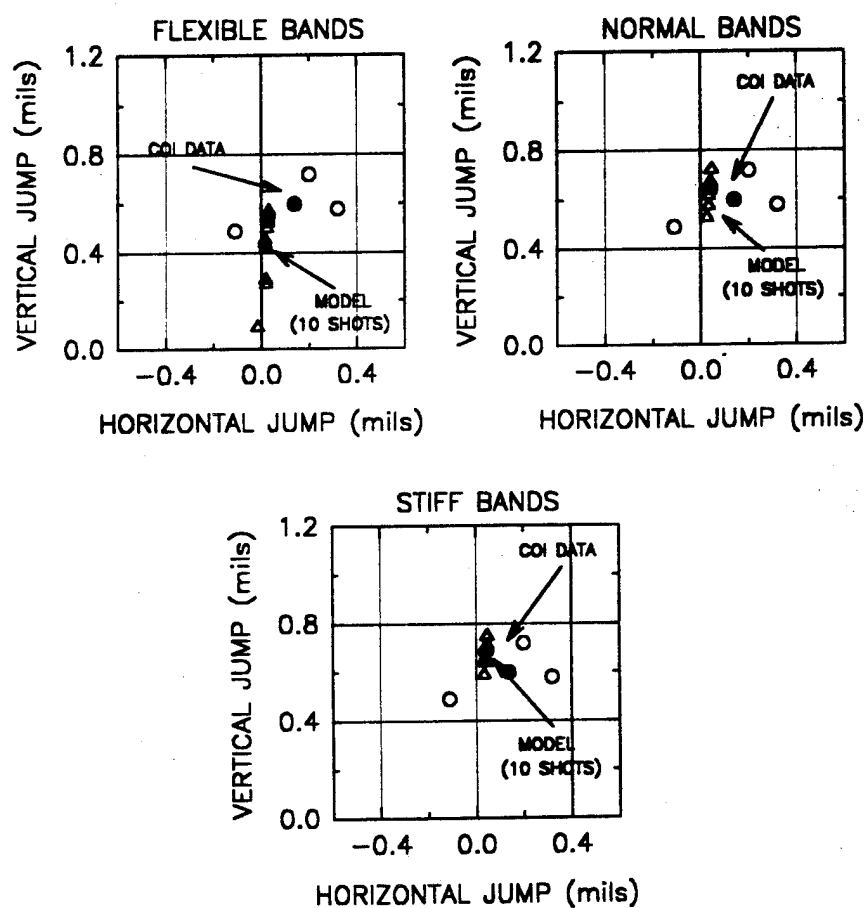 FLEXIBLE BANDS
1.2
0.8
0.4
0.0
VERTICAL JUMP (mils)
COI DATA
MODEL
(10 SHOTS)
−0.4 0.0 0.4
HORIZONTAL JUMP (mils)
NORMAL BANDS
1.2
0.8
0.4
0.0
VERTICAL JUMP (mils)
COI DATA
MODEL
(10 SHOTS)
−0.4 0.0 0.4
HORIZONTAL JUMP (mils)
STIFF BANDS
1.2
0.8
0.4
0.0
VERTICAL JUMP (mils)
COI DATA
MODEL
(10 SHOTS)
−0.4 0.0 0.4
HORIZONTAL JUMP (mils)